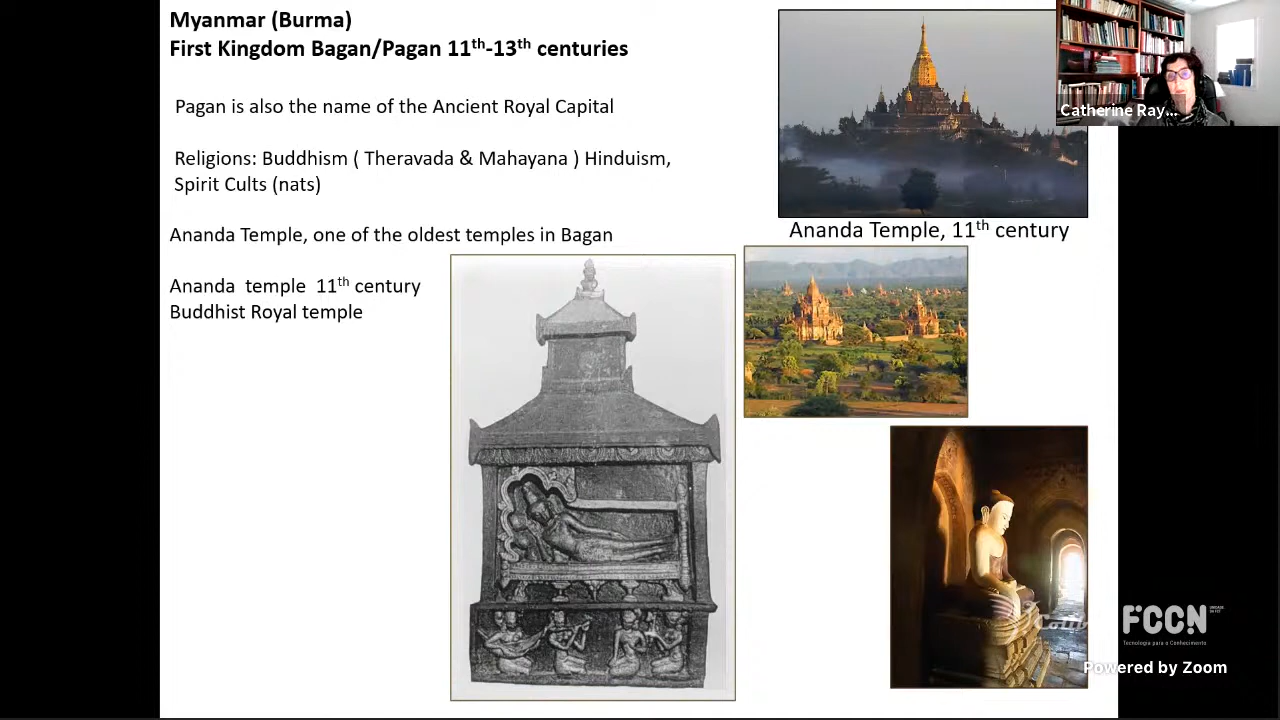 Myanmar (Burma)
First Kingdom Bagan/Pagan 11th-13th centuries
Pagan is also the name of the Ancient Royal Capital
Religions: Buddhism ( Theravada & Mahayana ) Hinduism,
Spirit Cults (nats)
Ananda Temple, one of the oldest temples in Bagan
Ananda temple 11th century
Buddhist Royal temple
Ananda Temple, 11th century
Catherine Ray...
FCCN
Tecnologia para o Conhecimento
Powered by Zoom